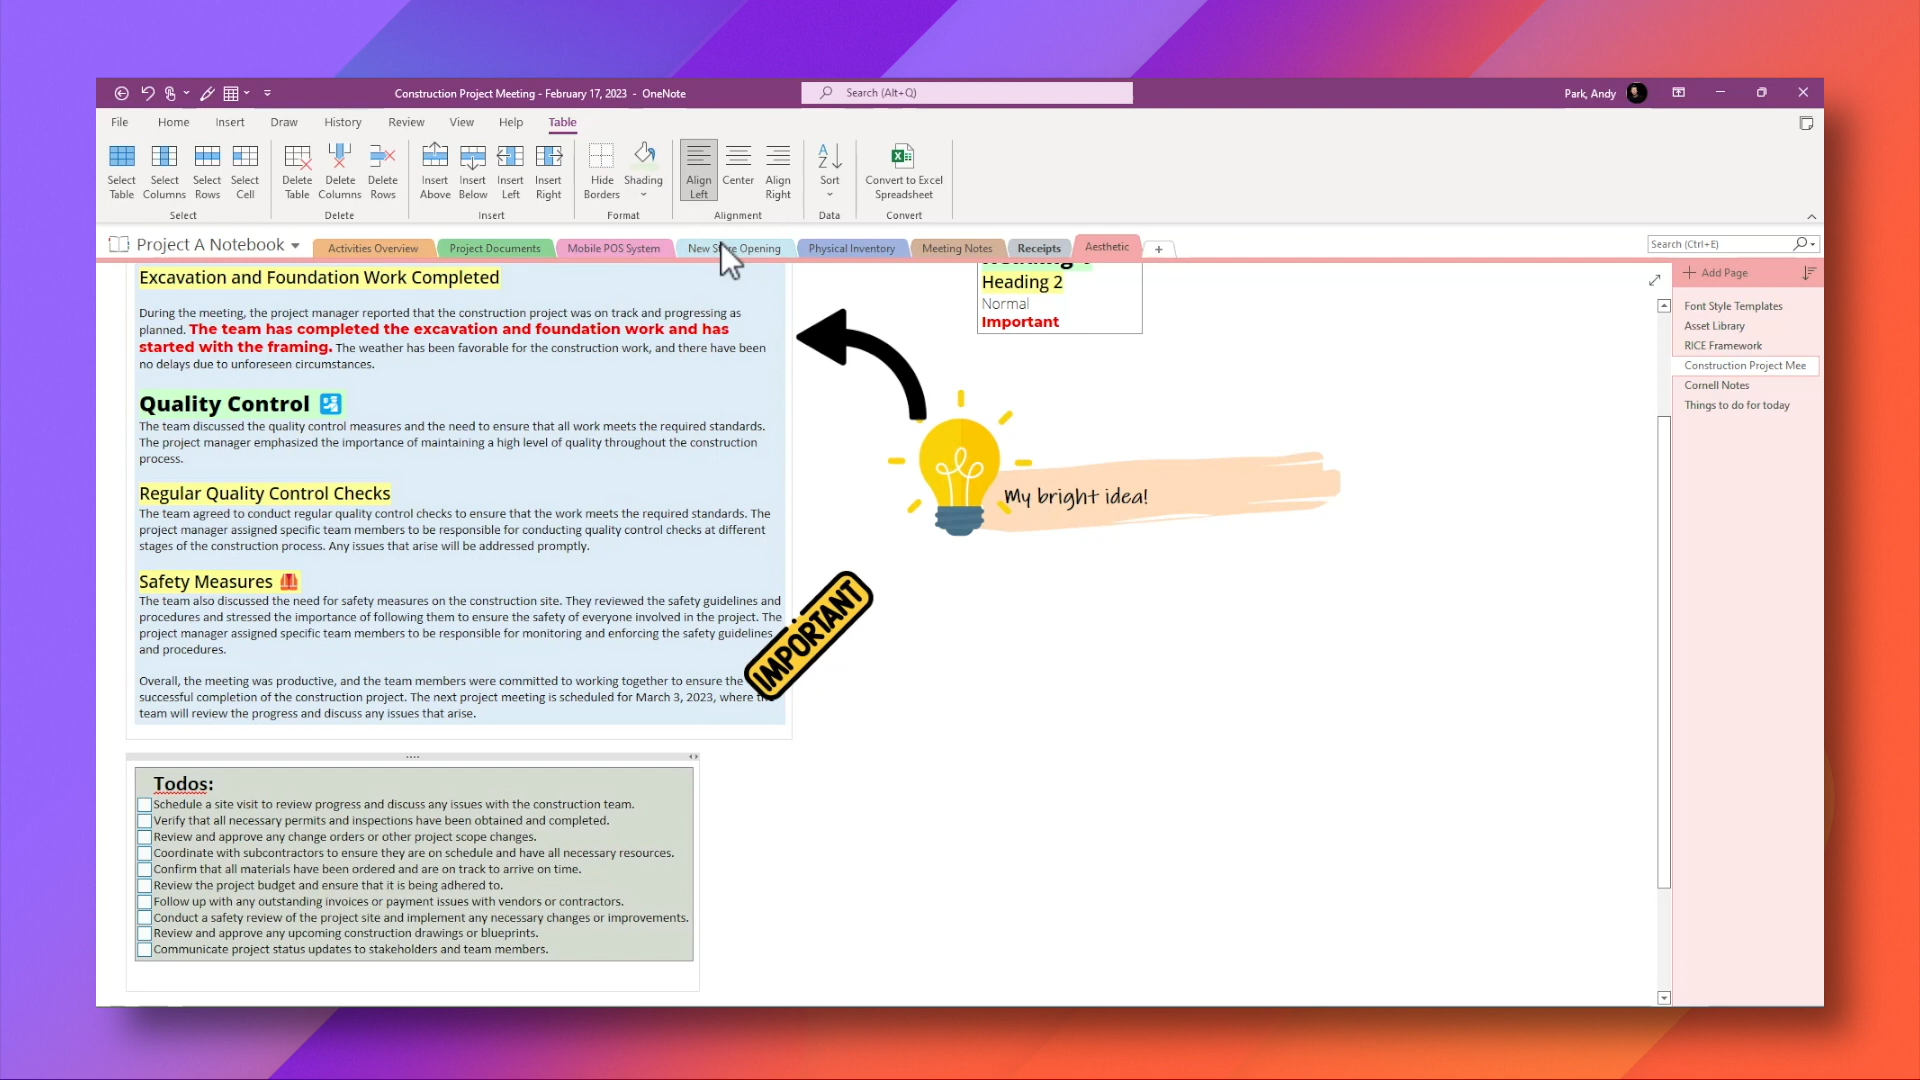 Construction Project Meeting - February 17, 2023 - OneNote
Search (Alt+Q)
Park, Andy
File
Home
Insert
Draw
History
Review
View
Help
Table
Select
Table
Select
Columns
Select
Rows
Select
Cell
Delete
Table
Delete
Columns
Delete
Rows
Insert
Above
Insert
Below
Insert
Left
Insert
Right
Hide
Borders
Shading
Align
Left
Center
Align
Right
Sort
Convert to Excel
Spreadsheet
Select
Delete
Insert
Format
Alignment
Data
Convert
Project A Notebook
Activities Overview
Project Documents
Mobile POS System
New Opening
Physical Inventory
Meeting Notes
Receipts
Aesthetic
Search (Ctrl+E)
Excavation and Foundation Work Completed
During the meeting, the project manager reported that the construction project was on track and progressing as
planned. The team has completed the excavation and foundation work and has
started with the framing. The weather has been favorable for the construction work, and there have been
no delays due to unforeseen circumstances.
Quality Control
The team discussed the quality control measures and the need to ensure that all work meets the required standards.
The project manager emphasized the importance of maintaining a high level of quality throughout the construction
process.
Regular Quality Control Checks
The team agreed to conduct regular quality control checks to ensure that the work meets the required standards. The
project manager assigned specific team members to be responsible for conducting quality control checks at different
stages of the construction process. Any issues that arise will be addressed promptly.
Safety Measures
The team also discussed the need for safety measures on the construction site. They reviewed the safety guidelines and
procedures and stressed the importance of following them to ensure the safety of everyone involved in the project. The
project manager assigned specific team members to be responsible for monitoring and enforcing the safety guidelines
and procedures.
Overall, the meeting was productive, and the team members were committed to working together to ensure the
successful completion of the construction project. The next project meeting is scheduled for March 3, 2023, where
team will review the progress and discuss any issues that arise.
Todos:
Schedule a site visit to review progress and discuss any issues with the construction team.
Verify that all necessary permits and inspections have been obtained and completed.
Review and approve any change orders or other project scope changes.
Coordinate with subcontractors to ensure they are on schedule and have all necessary resources.
Confirm that all materials have been ordered and are on track to arrive on time.
Review the project budget and ensure that it is being adhered to.
Follow up with any outstanding invoices or payment issues with vendors or contractors.
Conduct a safety review of the project site and implement any necessary changes or improvements.
Review and approve any upcoming construction drawings or blueprints.
Communicate project status updates to stakeholders and team members.
Heading 2
Normal
Important
My bright idea!
IMPORTANT
Add Page
Font Style Templates
Asset Library
RICE Framework
Construction Project Mee
Cornell Notes
Things to do for today